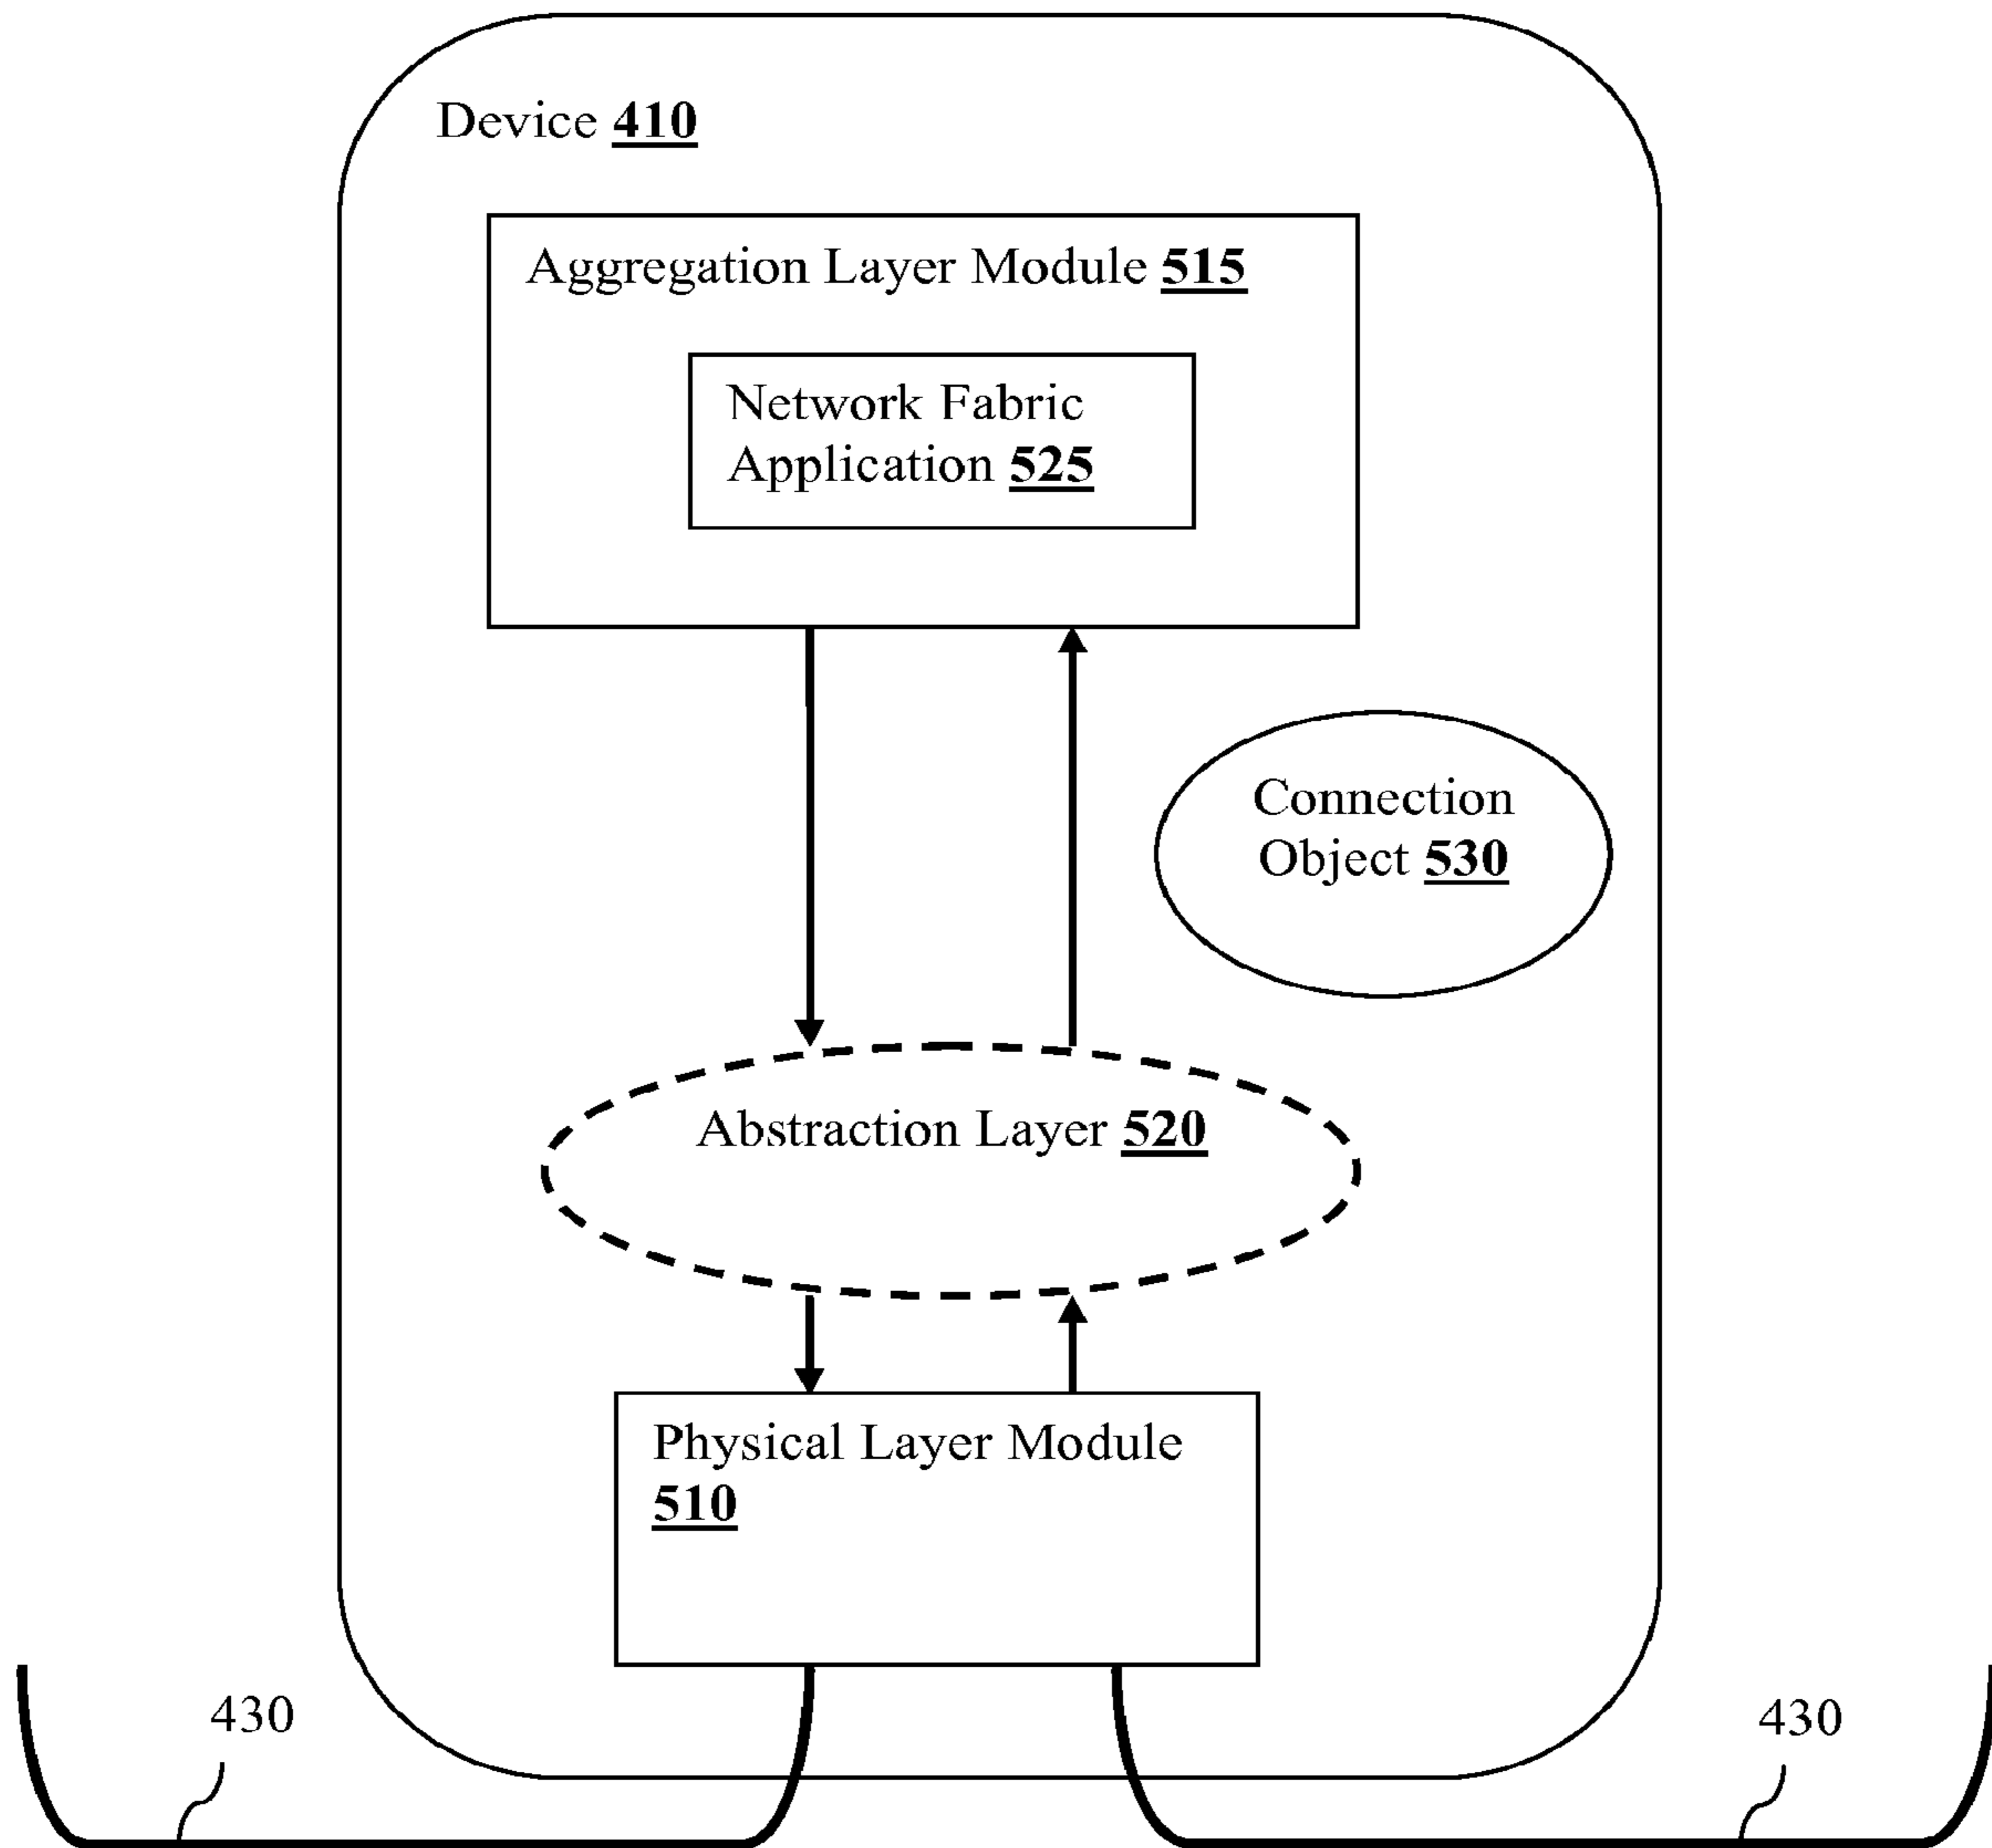 Device 410
Aggregation Layer Module 515
Network Fabric
Application 525
Connection
Object 530
Abstraction Layer 520
Physical Layer Module
510
430
430